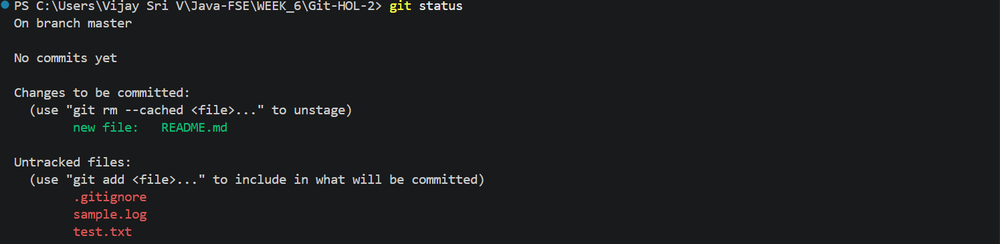 PS C:\Users\Vijay Sri V\Java-FSE\WEEK_6\Git-HOL-2> git status
On branch master
No commits yet
Changes to be committed:
(use "git rm --cached <file>..." to unstage)
new file:   README.md
Untracked files:
(use "git add <file>..." to include in what will be committed)
.gitignore
sample.log
test.txt